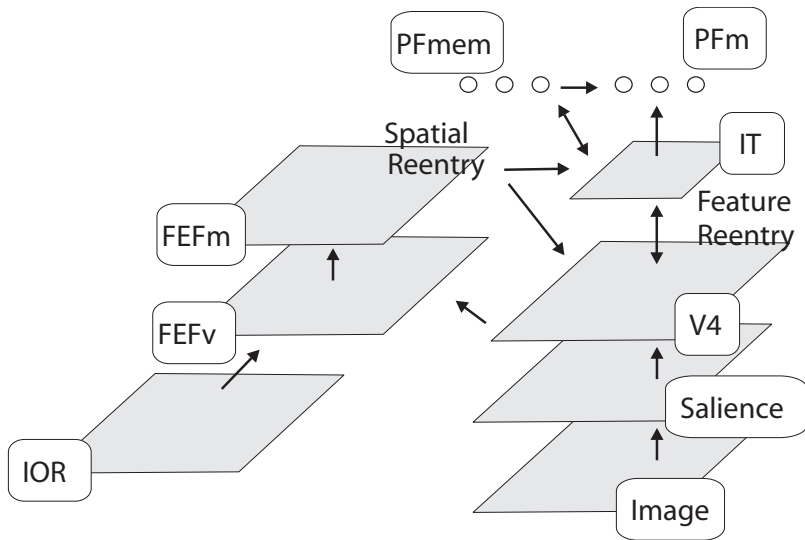 PFmem
PFm
Spatial
Reentry
IT
Feature
Reentry
FEFm
FEFv
V4
Salience
IOR
Image